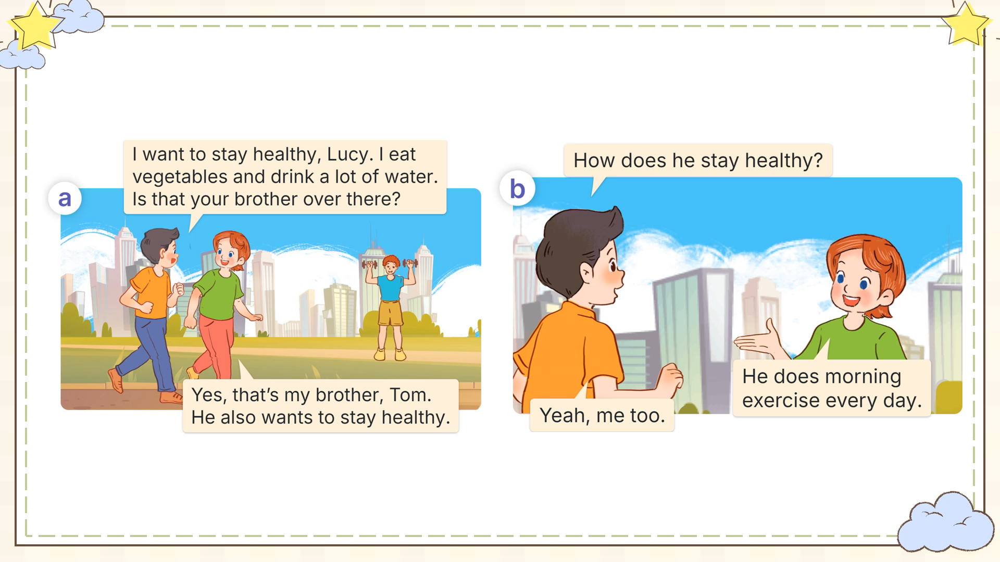 a
I want to stay healthy, Lucy. I eat
vegetables and drink a lot of water.
Is that your brother over there?
Yes, that’s my brother, Tom.
He also wants to stay healthy.
b
How does he stay healthy?
He does morning
exercise every day.
Yeah, me too.